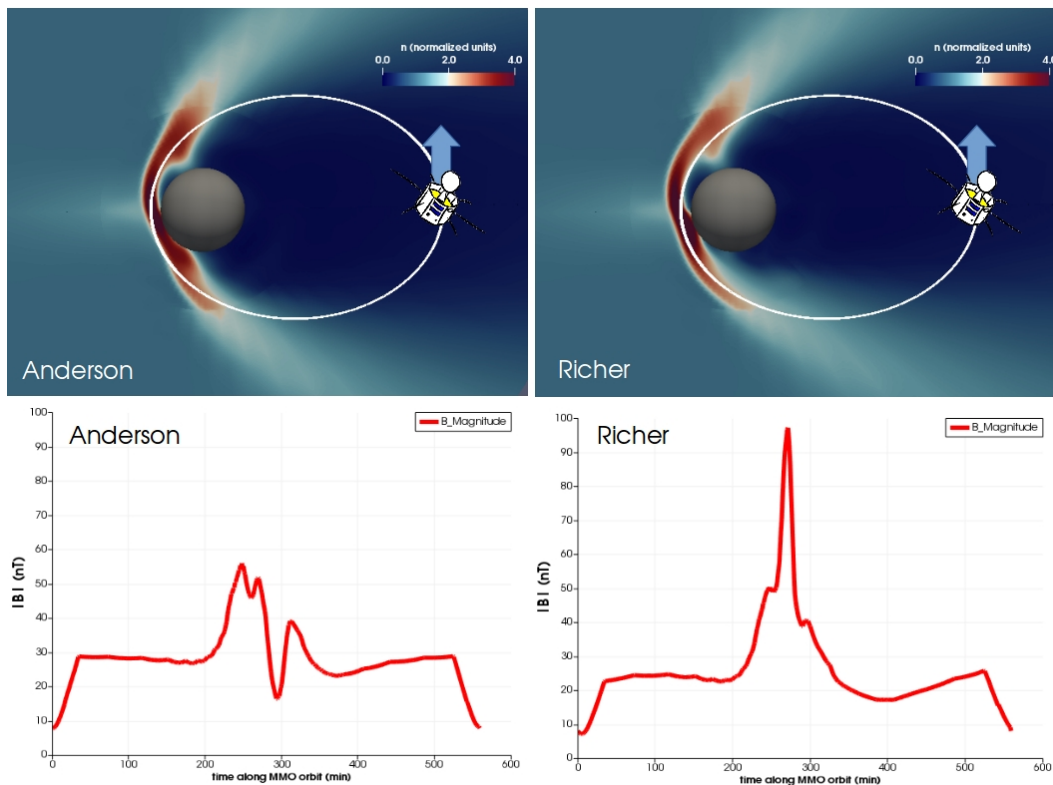 n (normalized units)
0.0 2.0 4.0
Anderson
n (normalized units)
0.0 2.0 4.0
Richer
100
90
80
70
60
50
40
30
20
10
0
|B| (nT)
Anderson
B_Magnitude
0 100 200 300 400 500 600
time along MMO orbit (min)
100
90
80
70
60
50
40
30
20
10
0
|B| (nT)
Richer
B_Magnitude
0 100 200 300 400 500 600
time along MMO orbit (min)